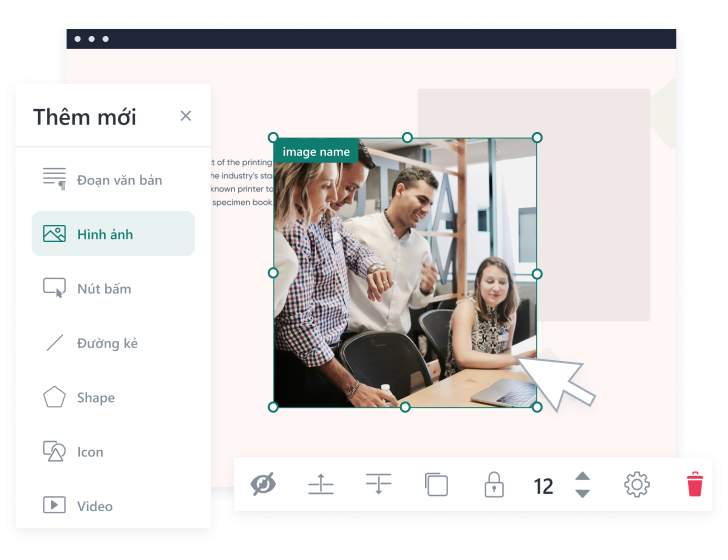 Thêm mới
Đoạn văn bản
Hình ảnh
Nút bấm
Đường kẻ
Shape
Icon
Video
image name
t of the printing
he industry's sta
known printer to
specimen book
12